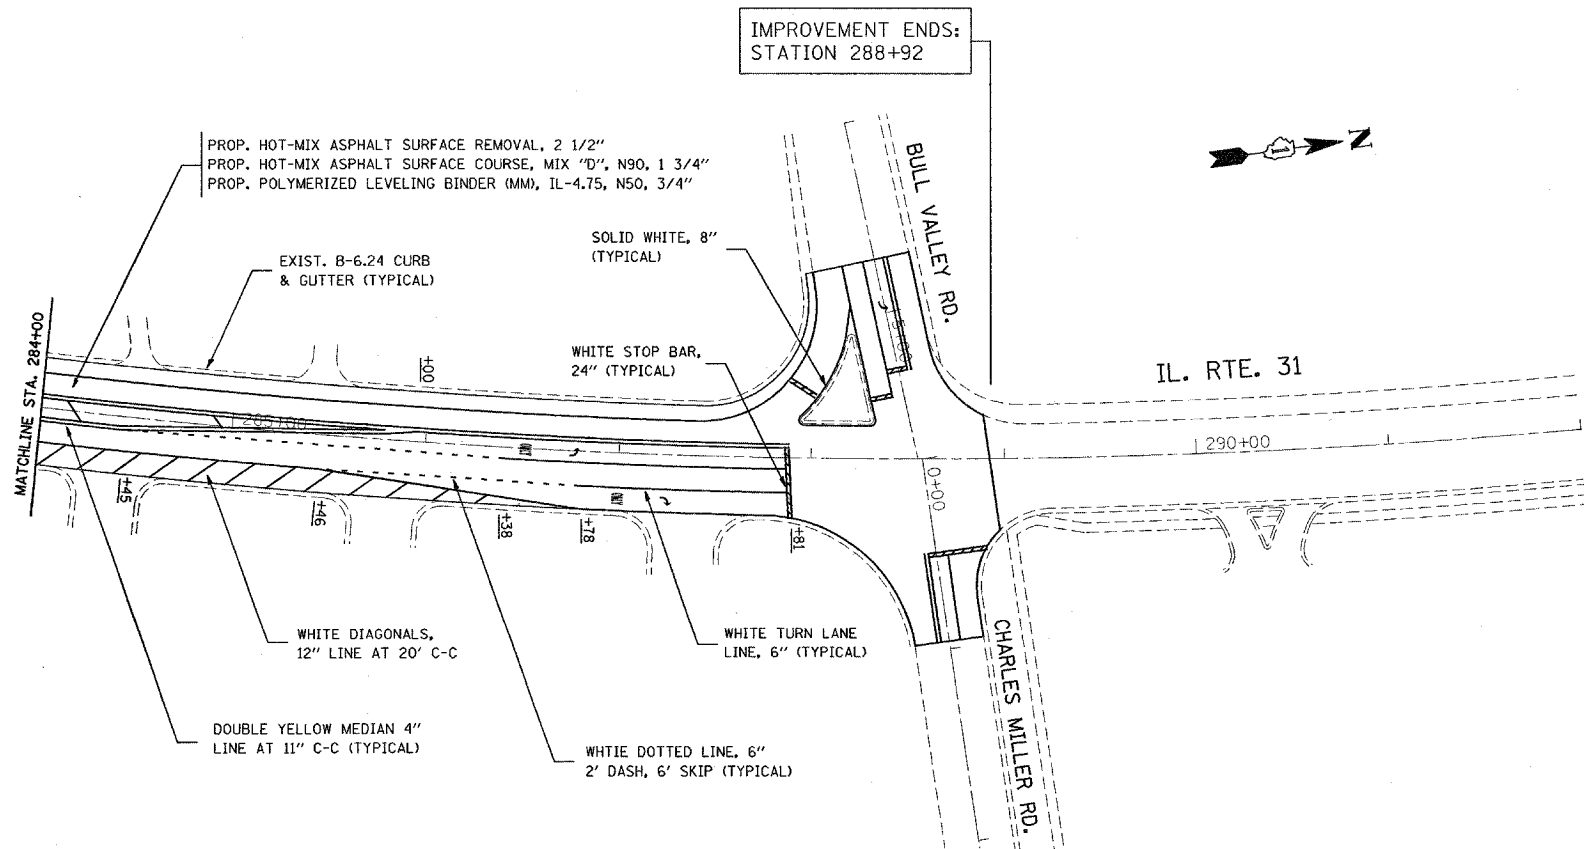 IMPROVEMENT ENDS:
STATION 288+92
PROP. HOT-MIX ASPHALT SURFACE REMOVAL, 2 1/2"
PROP. HOT-MIX ASPHALT SURFACE COURSE, MIX "D", N90, 1 3/4"
PROP. POLYMERIZED LEVELING BINDER (MM), IL-4.75, N50, 3/4"
N
BULL VALLEY RD.
SOLID WHITE, 8"
(TYPICAL)
EXIST. B-6.24 CURB
& GUTTER (TYPICAL)
MATCHLINE STA. 284+00
+00
WHITE STOP BAR,
24" (TYPICAL)
IL. RTE. 31
285+00
290+00
0+00
+45
+46
+38
+78
+81
WHITE DIAGONALS,
12" LINE AT 20' C-C
WHITE TURN LANE
LINE, 6" (TYPICAL)
CHARLES MILLER RD.
DOUBLE YELLOW MEDIAN 4"
LINE AT 11" C-C (TYPICAL)
WHTIE DOTTED LINE, 6"
2' DASH, 6' SKIP (TYPICAL)